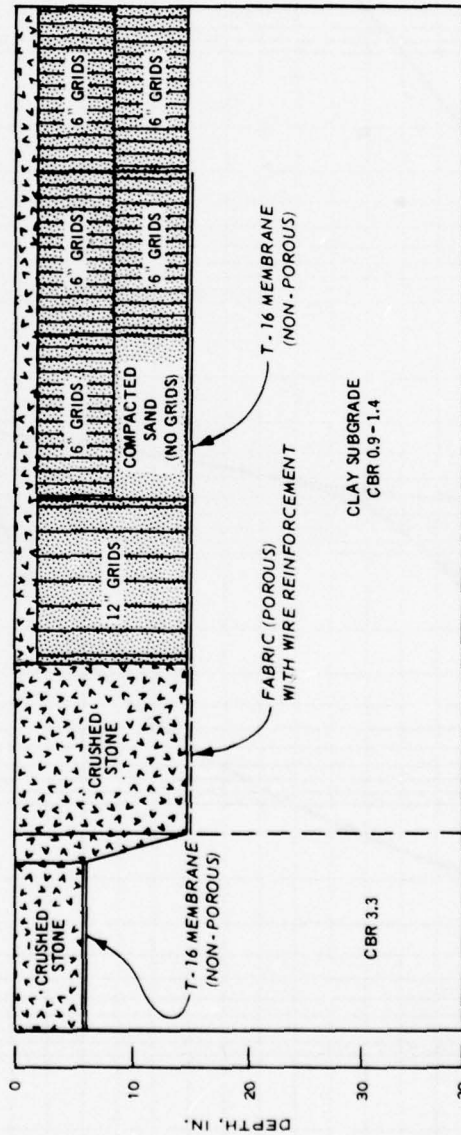 DEPTH, IN.
0
10
20
30
CRUSHED
STONE
CRUSHED
STONE
12" GRIDS
6" GRIDS
6" GRIDS
6" GRIDS
COMPACTED
SAND
(NO GRIDS)
6" GRIDS
6" GRIDS
T-16 MEMBRANE
(NON-POROUS)
FABRIC (POROUS)
WITH WIRE REINFORCEMENT
T-16 MEMBRANE
(NON-POROUS)
CBR 3.3
CLAY SUBGRADE
CBR 0.9-1.4